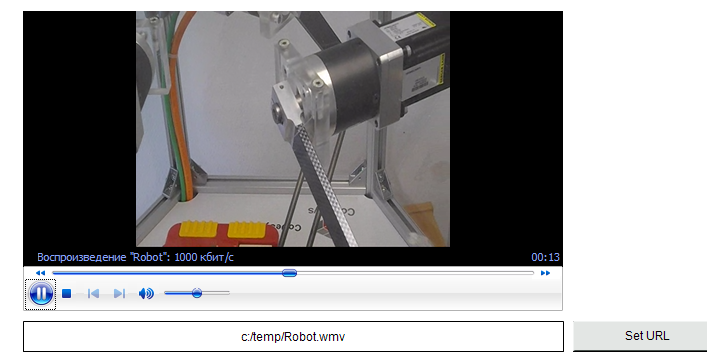 Воспроизведение "Robot": 1000 кбит/с
00:13
c:/temp/Robot.wmv
Set URL